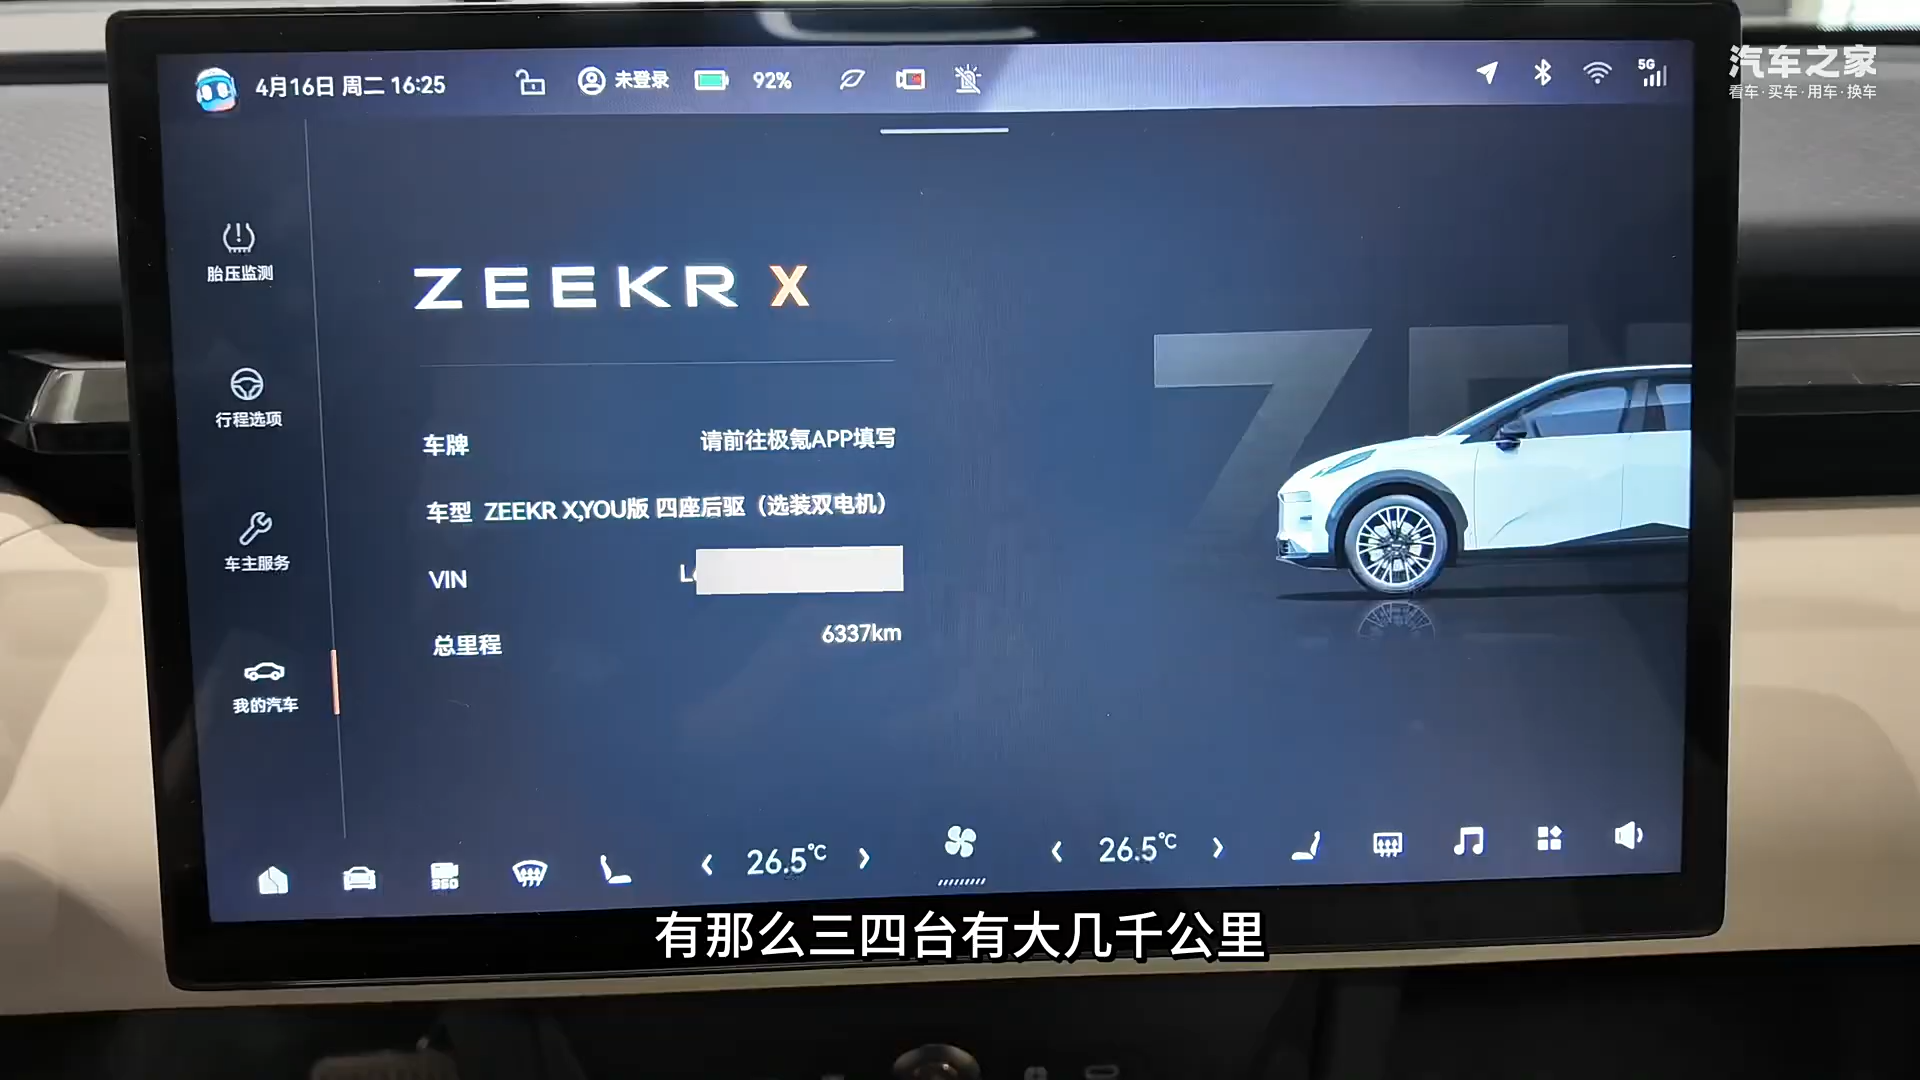 4月16日 周二 16:25
未登录
92%
5G
汽车之家
看车·买车·用车·换车
胎压监测
行程选项
车主服务
我的汽车
ZEEKR X
车牌 请前往极氪APP填写
车型 ZEEKR X,YOU版 四座后驱（选装双电机）
VIN
总里程 6337km
360
26.5℃
26.5℃
有那么三四台有大几千公里